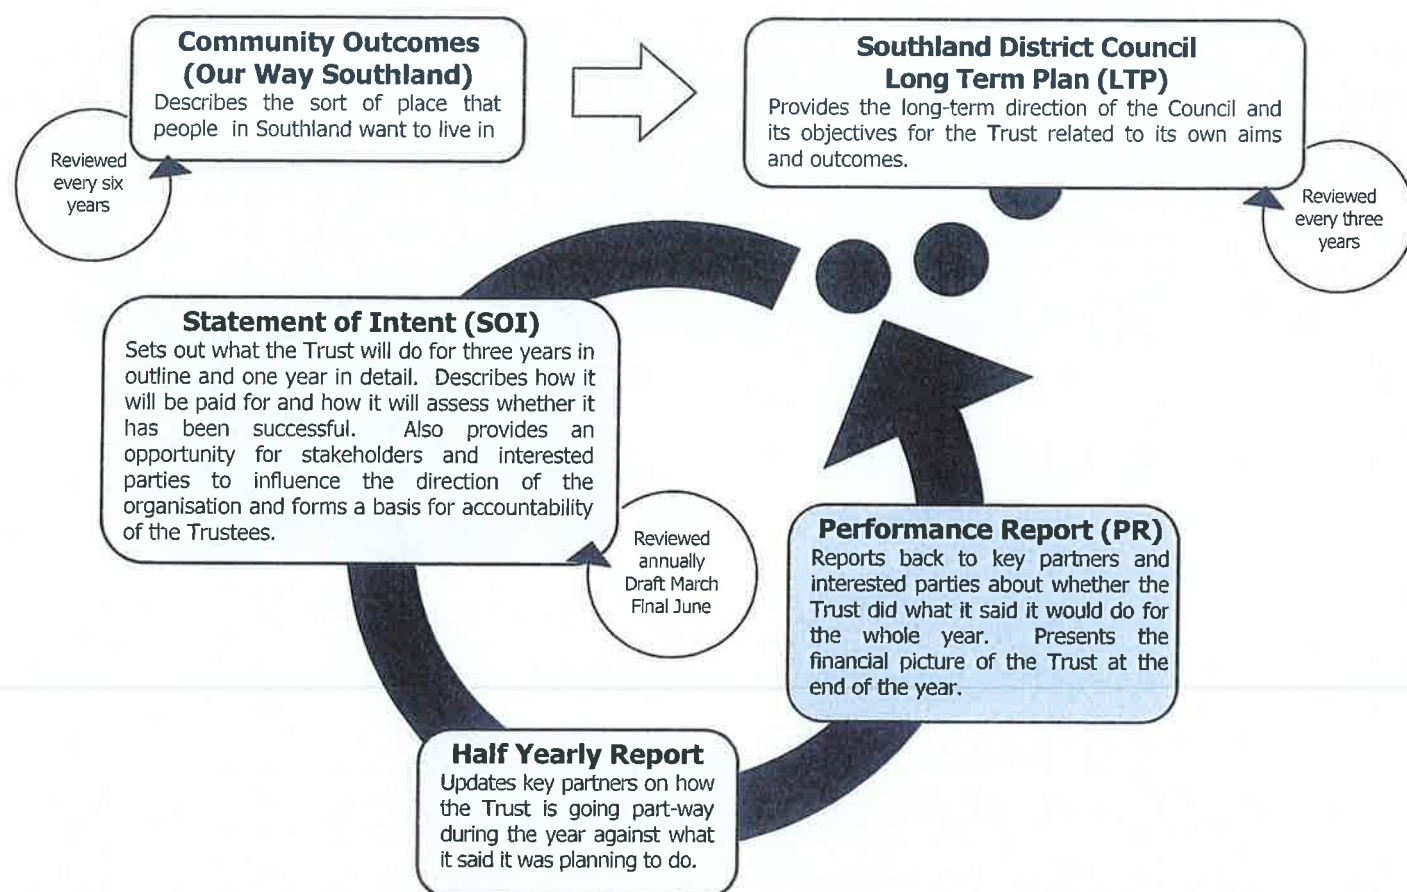 Community Outcomes
(Our Way Southland)
Describes the sort of place that
people in Southland want to live in
Reviewed
every six
years
Southland District Council
Long Term Plan (LTP)
Provides the long-term direction of the Council and
its objectives for the Trust related to its own aims
and outcomes.
Reviewed
every three
years
Statement of Intent (SOI)
Sets out what the Trust will do for three years in
outline and one year in detail. Describes how it
will be paid for and how it will assess whether it
has been successful. Also provides an
opportunity for stakeholders and interested
parties to influence the direction of the
organisation and forms a basis for accountability
of the Trustees.
Reviewed
annually
Draft March
Final June
Performance Report (PR)
Reports back to key partners and
interested parties about whether the
Trust did what it said it would do for
the whole year. Presents the
financial picture of the Trust at the
end of the year.
Half Yearly Report
Updates key partners on how
the Trust is going part-way
during the year against what
it said it was planning to do.